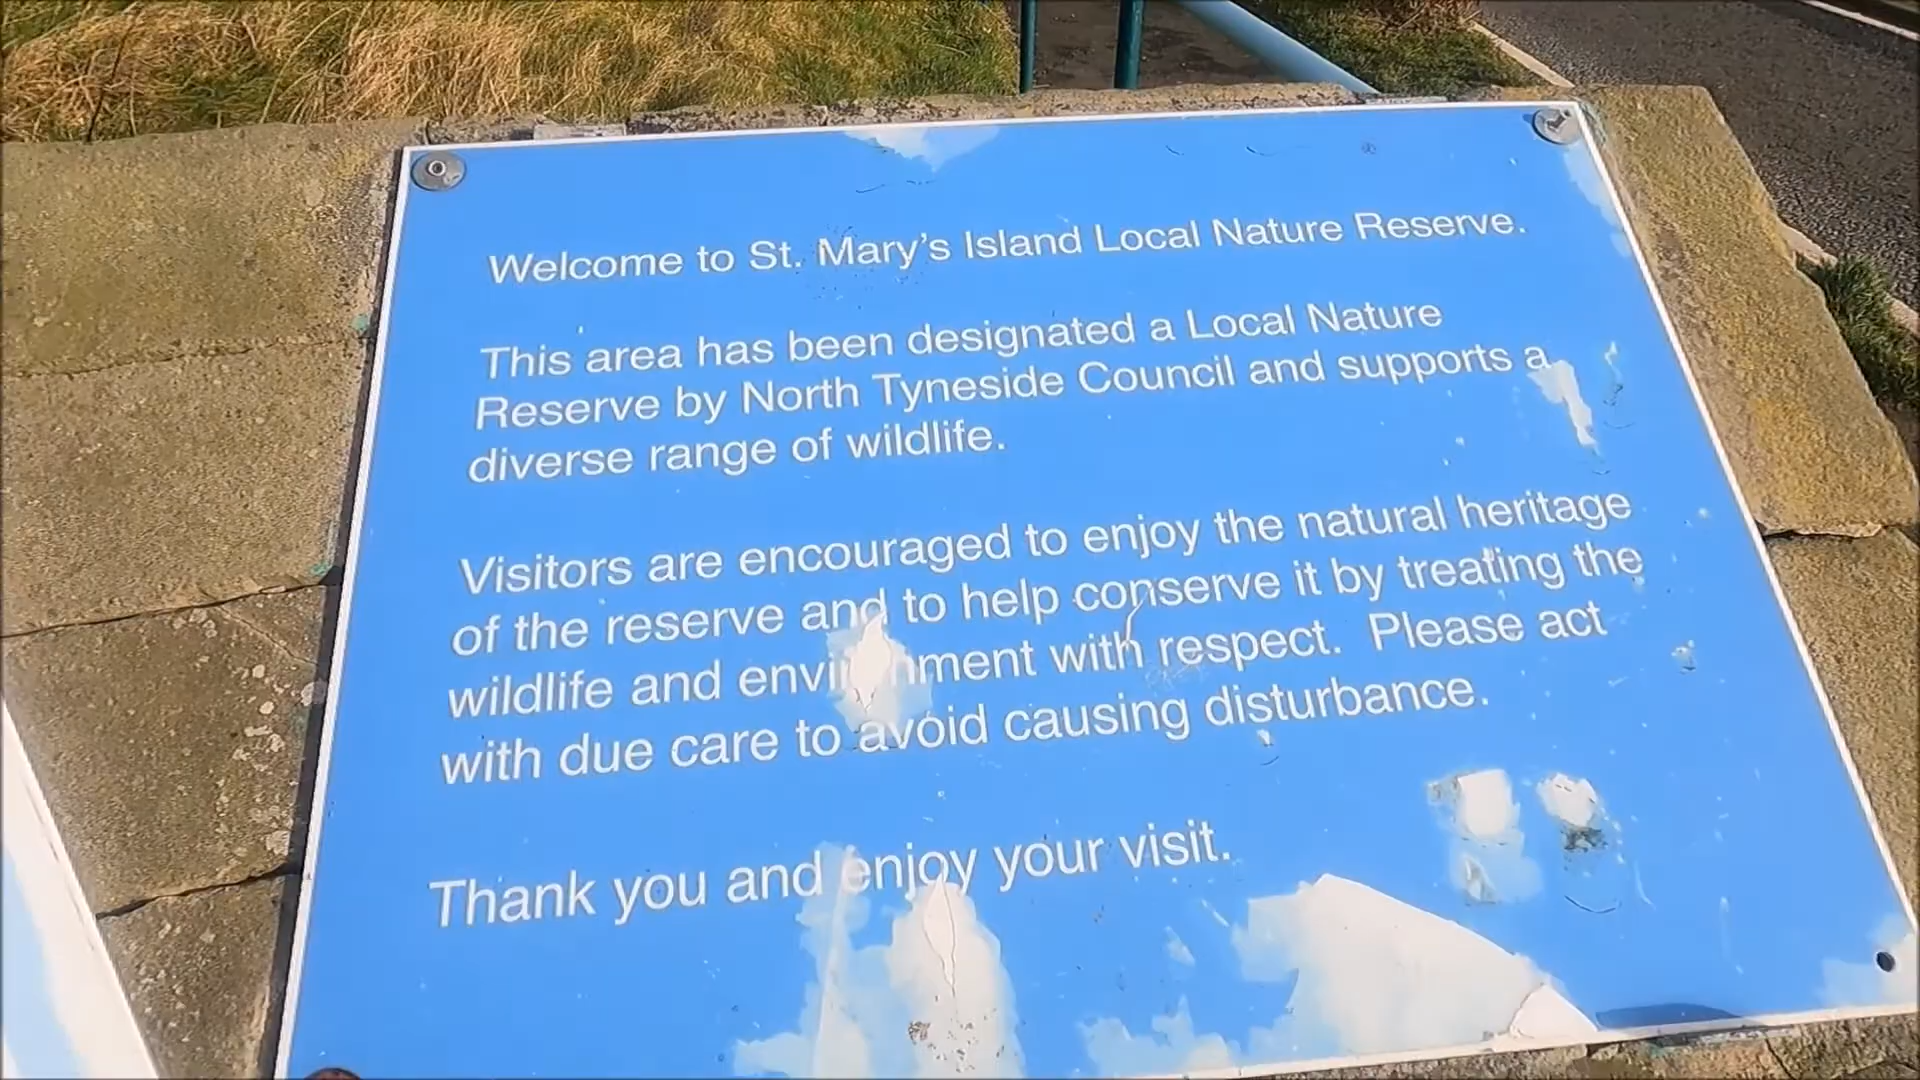 Welcome to St. Mary's Island Local Nature Reserve.
This area has been designated a Local Nature
Reserve by North Tyneside Council and supports a
diverse range of wildlife.
Visitors are encouraged to enjoy the natural heritage
of the reserve and to help conserve it by treating the
wildlife and environment with respect. Please act
with due care to avoid causing disturbance.
Thank you and enjoy your visit.